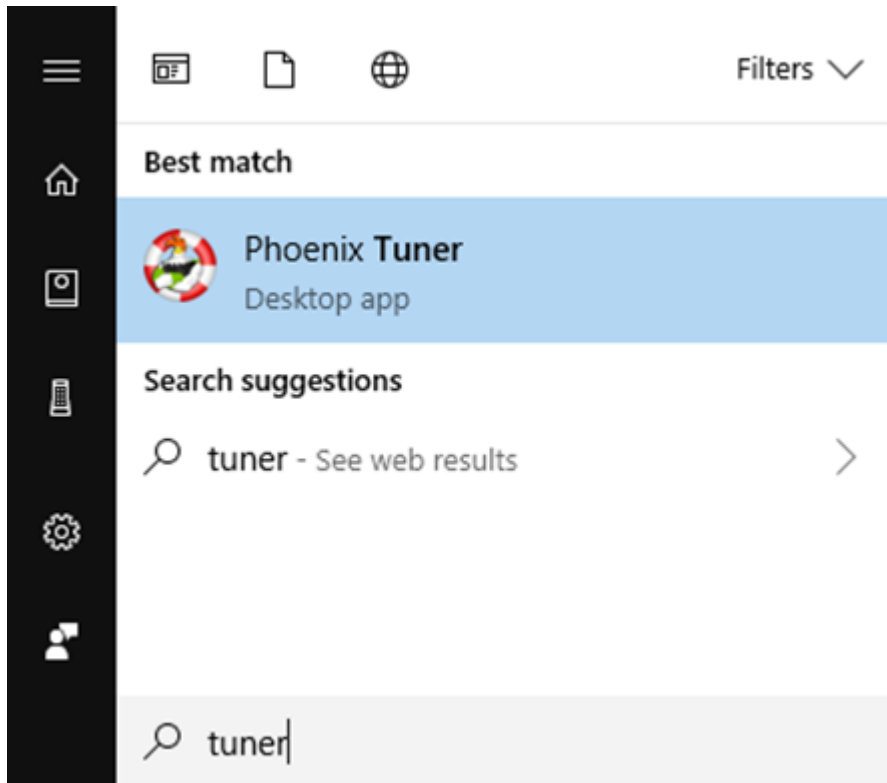 Filters
Best match
Phoenix Tuner
Desktop app
Search suggestions
tuner - See web results
tuner